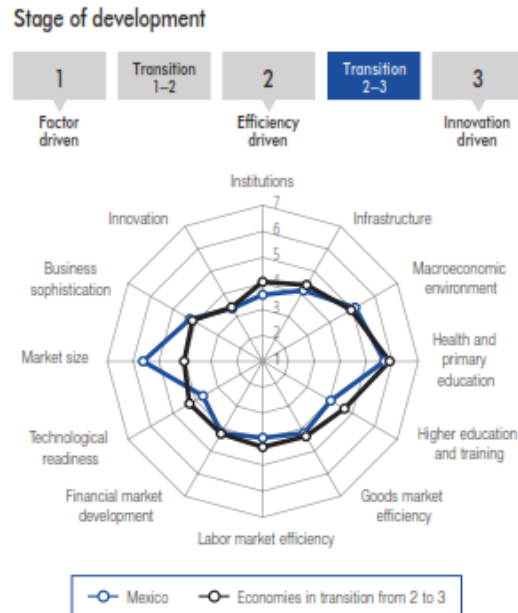 Stage of development
1
Transition
1–2
2
Transition
2–3
3
Factor
driven
Efficiency
driven
Innovation
driven
Institutions
Innovation
Infrastructure
Business
sophistication
Macroeconomic
environment
Market size
Health and
primary
education
Technological
readiness
Higher education
and training
Financial market
development
Goods market
efficiency
Labor market efficiency
7
6
5
4
3
2
1
Mexico
Economies in transition from 2 to 3